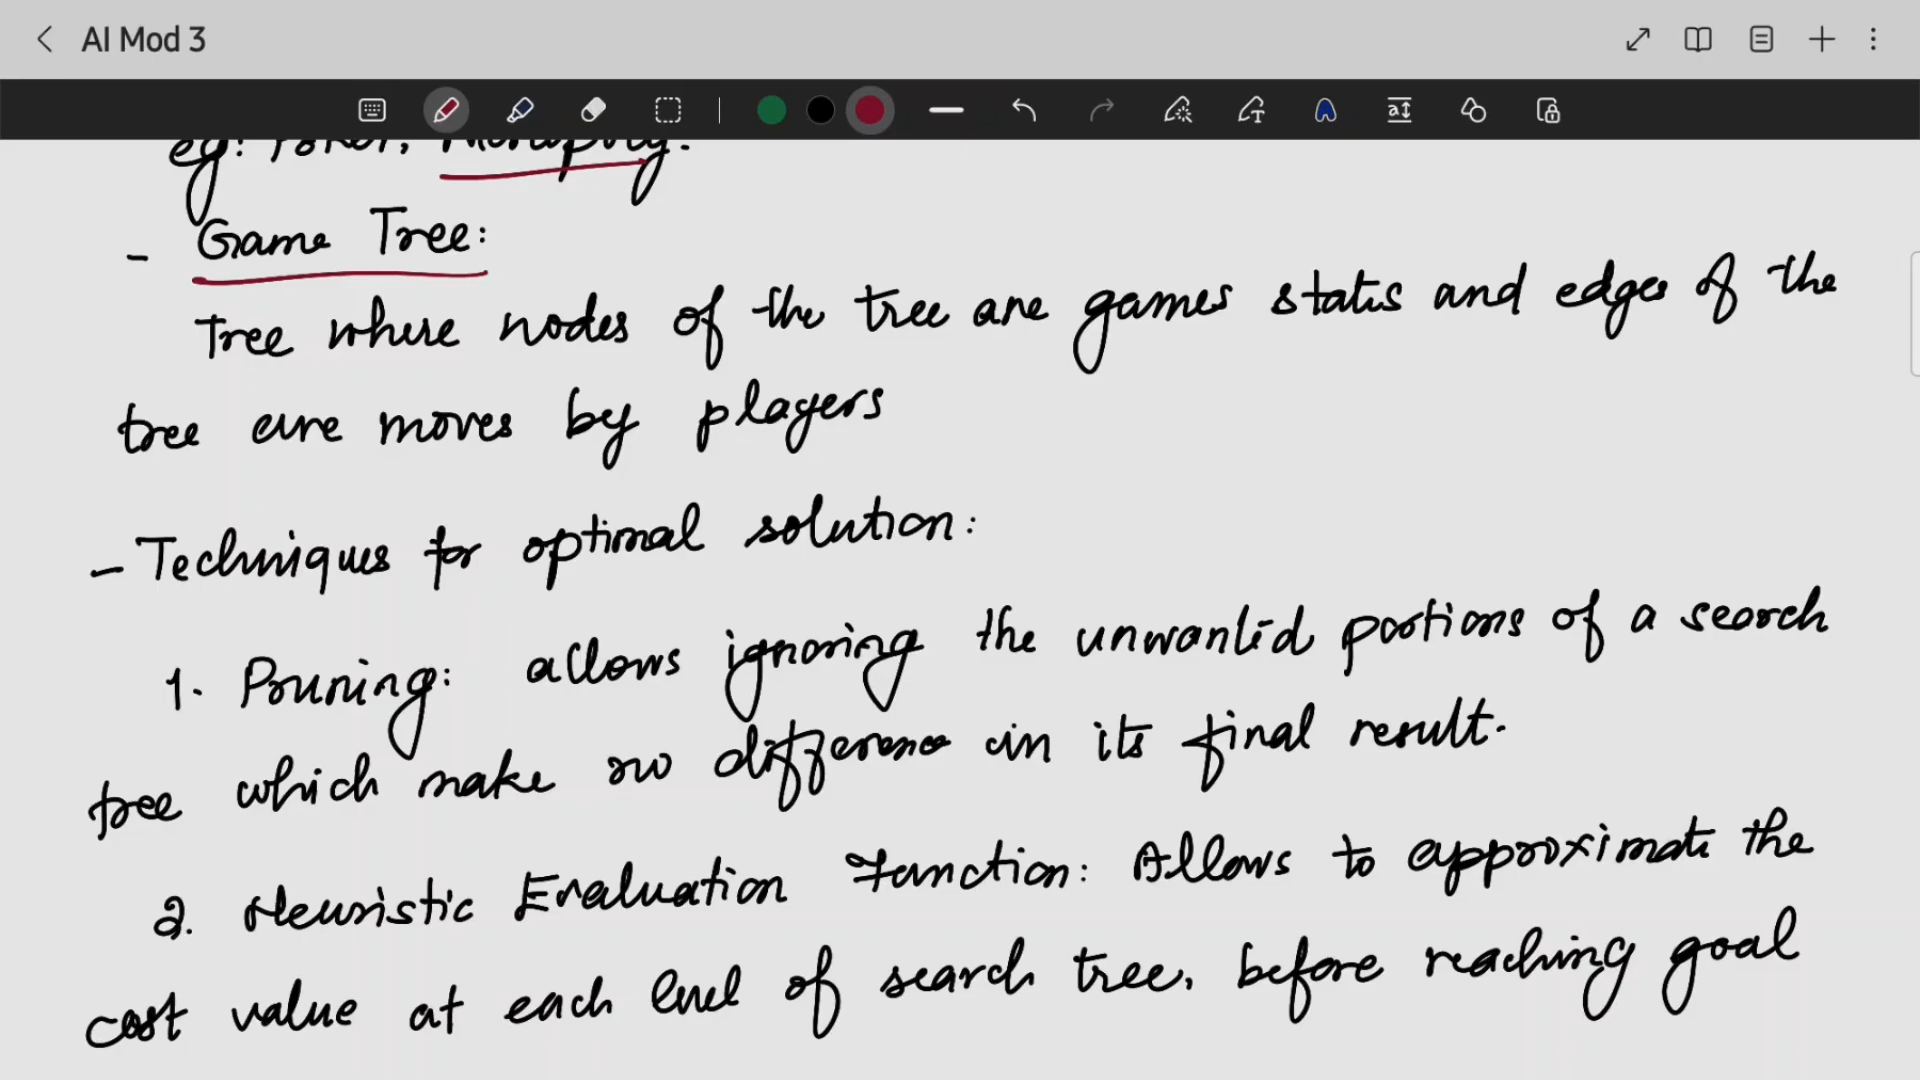 AI Mod 3
eg: Poker, Monopoly.
- Game Tree:
Tree where nodes of the tree are games states and edges of the
tree are moves by players
- Techniques for optimal solution:
1. Pruning: allows ignoring the unwanted portions of a search
tree which make no difference in its final result.
2. Heuristic Evaluation Function: Allows to approximate the
cost value at each level of search tree, before reaching goal